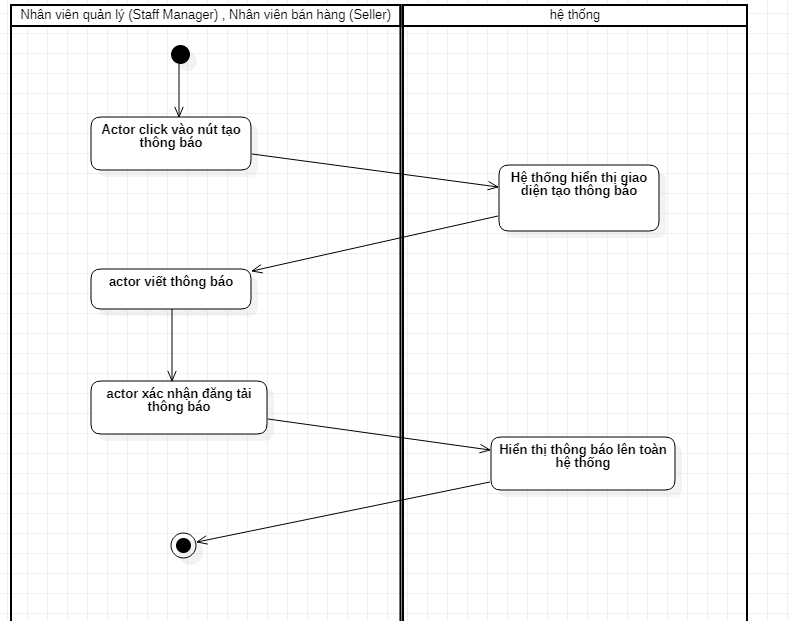 Nhân viên quản lý (Staff Manager) , Nhân viên bán hàng (Seller)
hệ thống
Actor click vào nút tạo
thông báo
Hệ thống hiển thị giao
diện tạo thông báo
actor viết thông báo
actor xác nhận đăng tải
thông báo
Hiển thị thông báo lên toàn
hệ thống